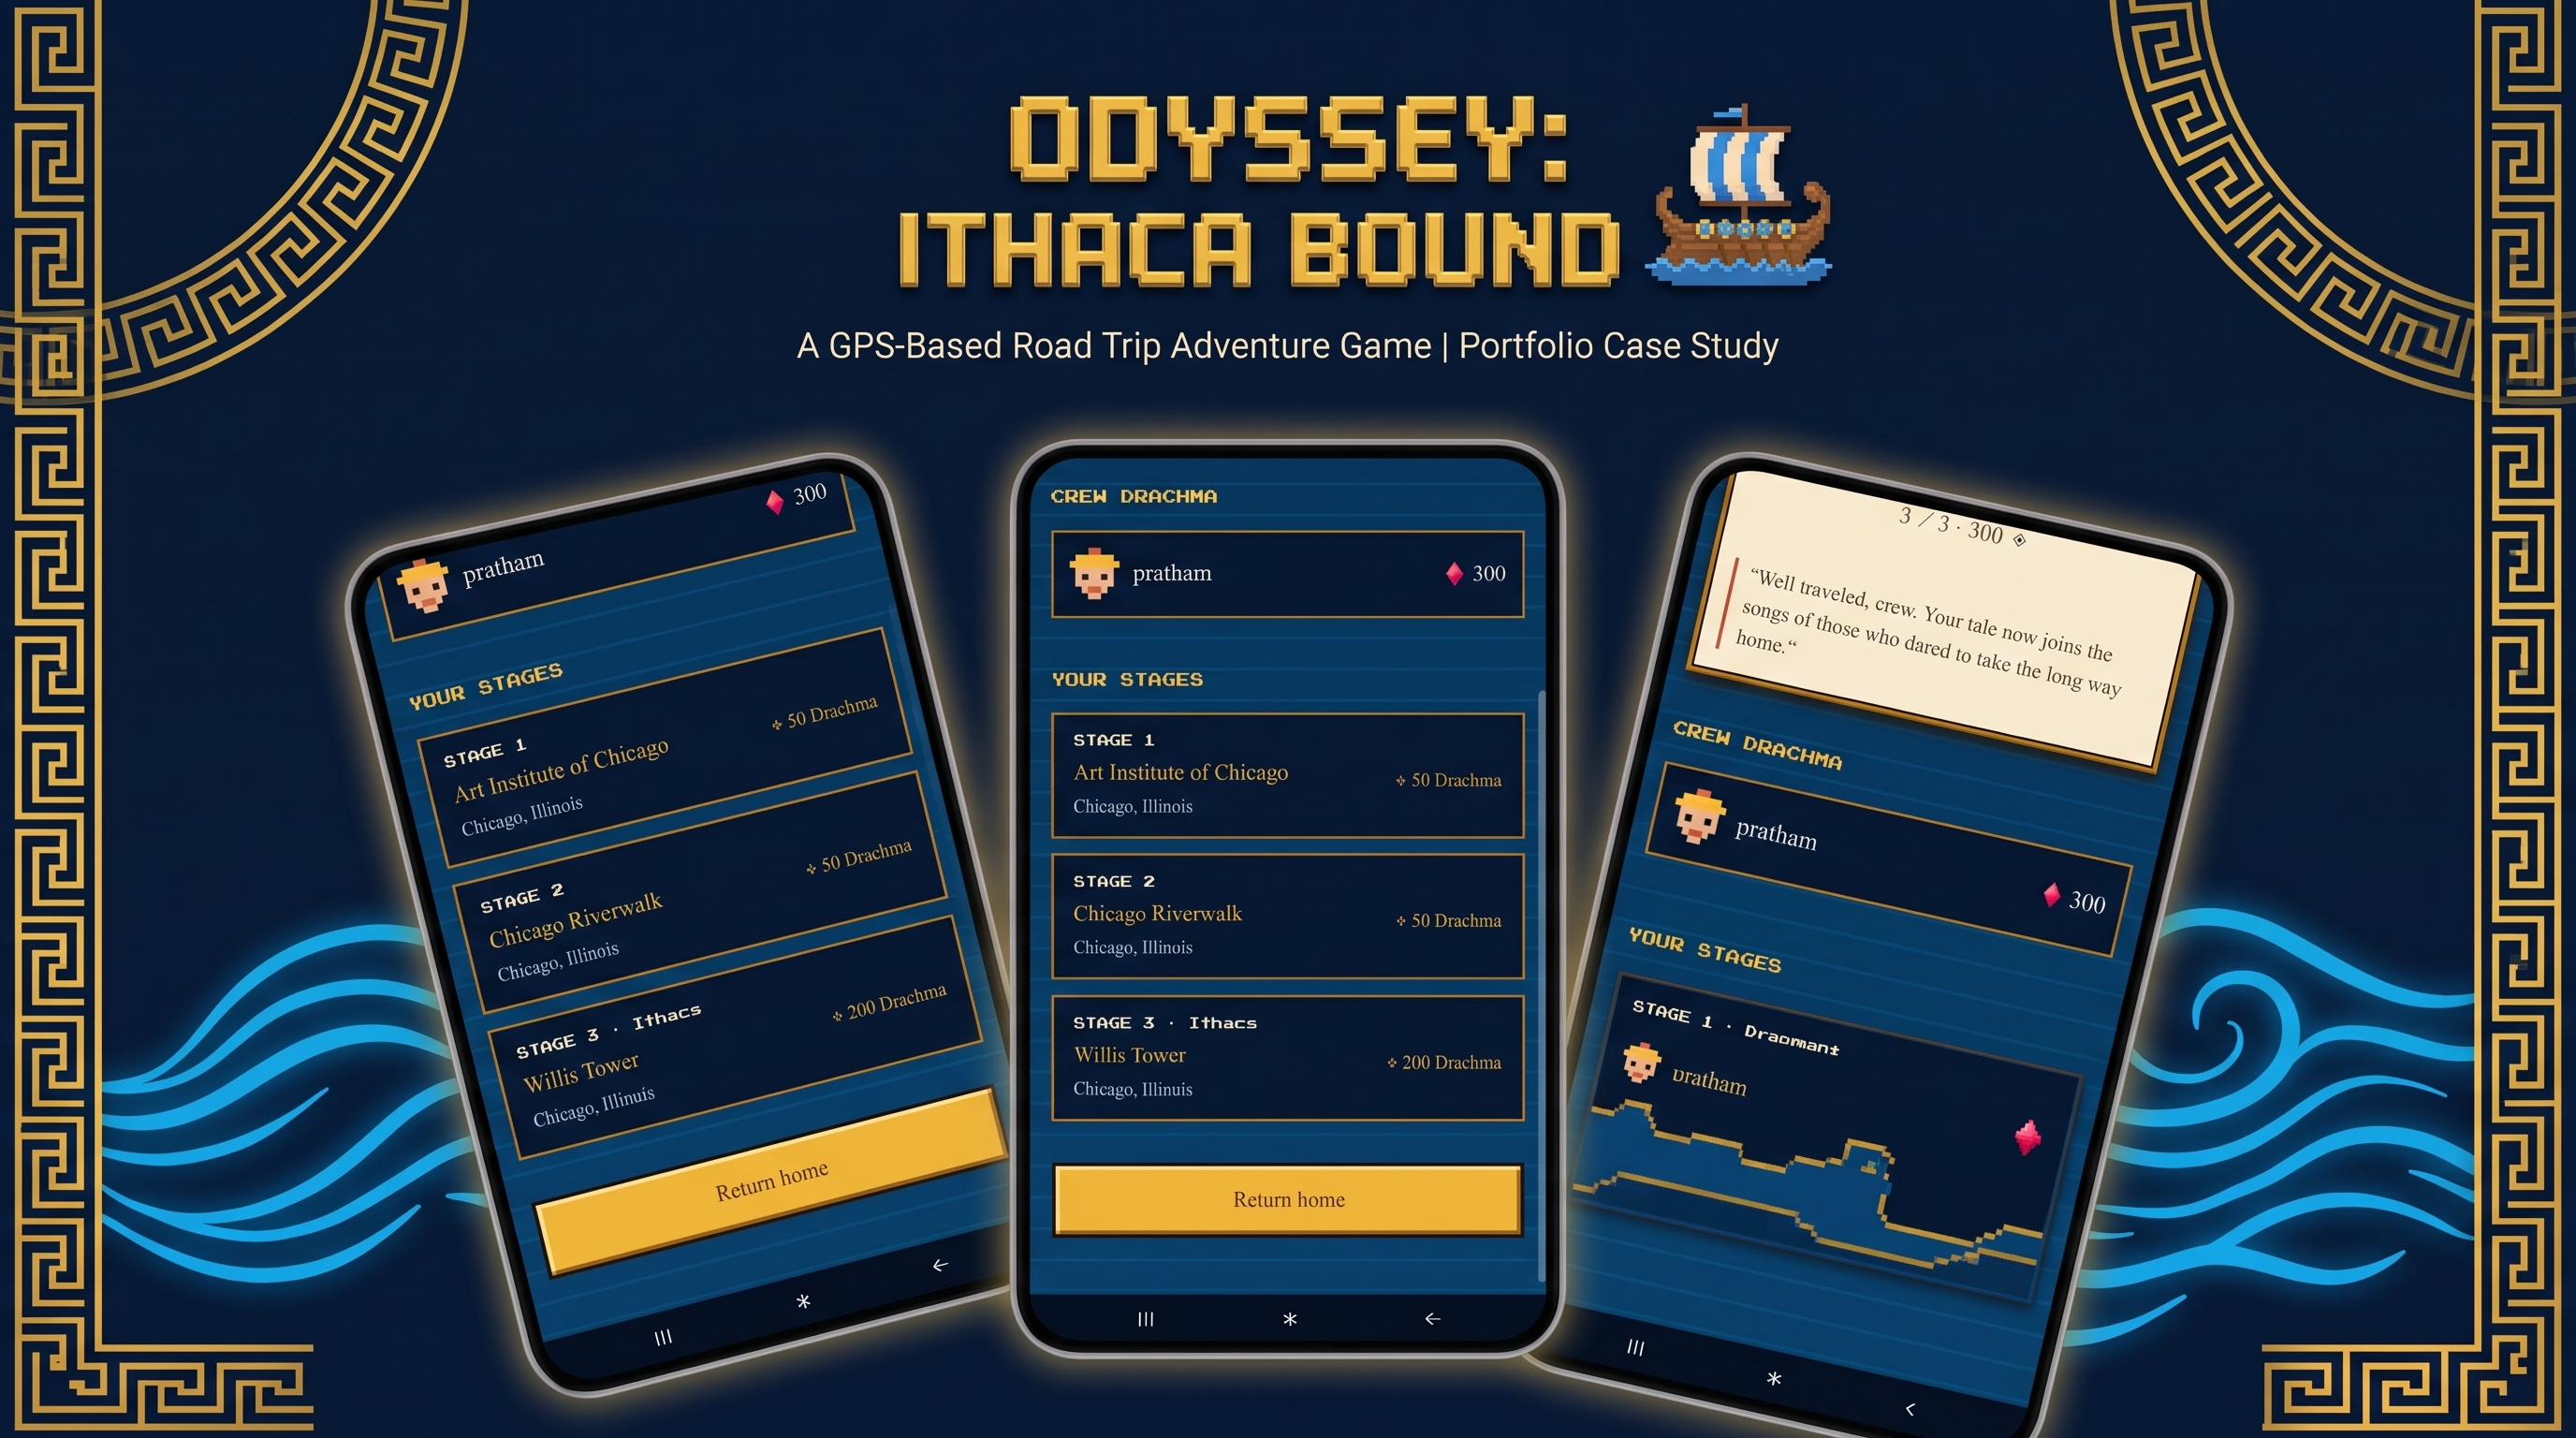 ODYSSEY:
ITHACA BOUND
A GPS-Based Road Trip Adventure Game | Portfolio Case Study
300
pratham
YOUR STAGES
STAGE 1
Art Institute of Chicago
Chicago, Illinois
50 Drachma
STAGE 2
Chicago Riverwalk
Chicago, Illinois
50 Drachma
STAGE 3 · Ithacs
Willis Tower
Chicago, Illinuis
200 Drachma
Return home
CREW DRACHMA
pratham
300
YOUR STAGES
STAGE 1
Art Institute of Chicago
Chicago, Illinois
50 Drachma
STAGE 2
Chicago Riverwalk
Chicago, Illinois
50 Drachma
STAGE 3 · Ithacs
Willis Tower
Chicago, Illinuis
200 Drachma
Return home
3 / 3 · 300
“Well traveled, crew. Your tale now joins the
songs of those who dared to take the long way
home.“
CREW DRACHMA
pratham
300
YOUR STAGES
STAGE 1 ·